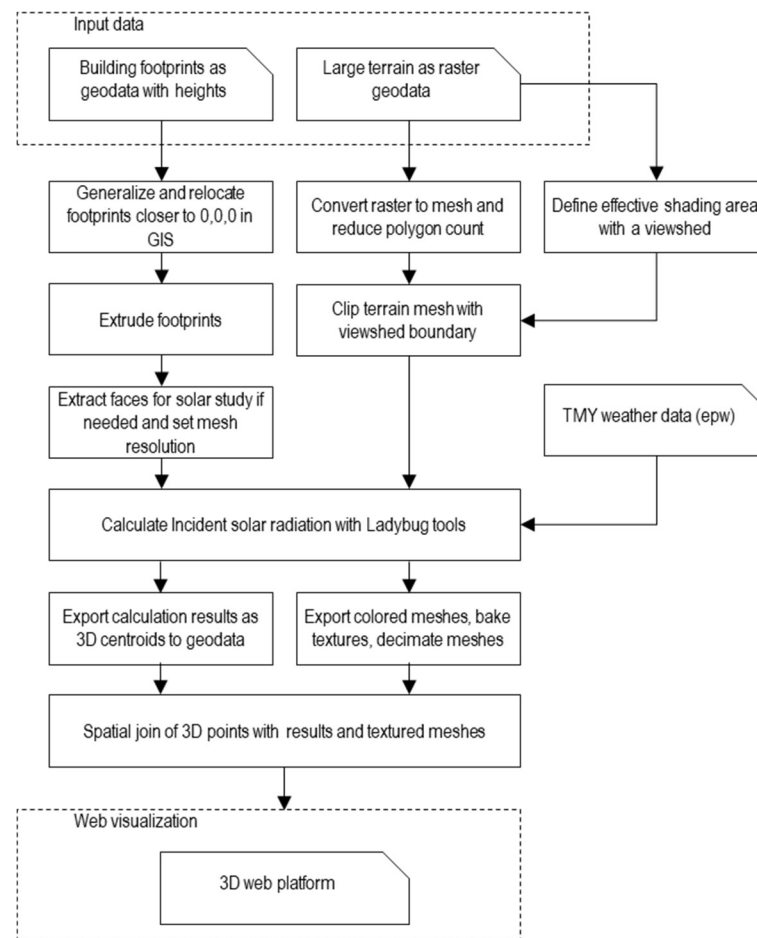 Input data
Building footprints as
geodata with heights
Large terrain as raster
geodata
Generalize and relocate
footprints closer to 0,0,0 in
GIS
Convert raster to mesh and
reduce polygon count
Define effective shading area
with a viewshed
Extrude footprints
Clip terrain mesh with
viewshed boundary
Extract faces for solar study if
needed and set mesh
resolution
TMY weather data (epw)
Calculate Incident solar radiation with Ladybug tools
Export calculation results as
3D centroids to geodata
Export colored meshes, bake
textures, decimate meshes
Spatial join of 3D points with results and textured meshes
Web visualization
3D web platform